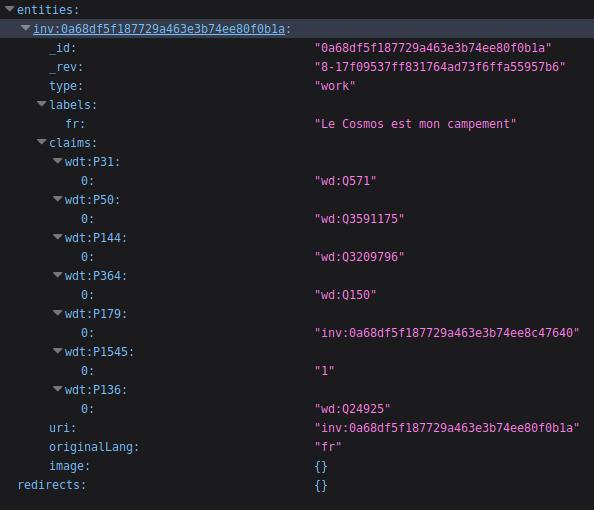 entities:
inv:0a68df5f187729a463e3b74ee80f0b1a:
_id: "0a68df5f187729a463e3b74ee80f0b1a"
_rev: "8-17f09537ff831764ad73f6ffa55957b6"
type: "work"
labels:
fr: "Le Cosmos est mon campement"
claims:
wdt:P31:
0: "wd:Q571"
wdt:P50:
0: "wd:Q3591175"
wdt:P144:
0: "wd:Q3209796"
wdt:P364:
0: "wd:Q150"
wdt:P179:
0: "inv:0a68df5f187729a463e3b74ee8c47640"
wdt:P1545:
0: "1"
wdt:P136:
0: "wd:Q24925"
uri: "inv:0a68df5f187729a463e3b74ee80f0b1a"
originalLang: "fr"
image: {}
redirects: {}